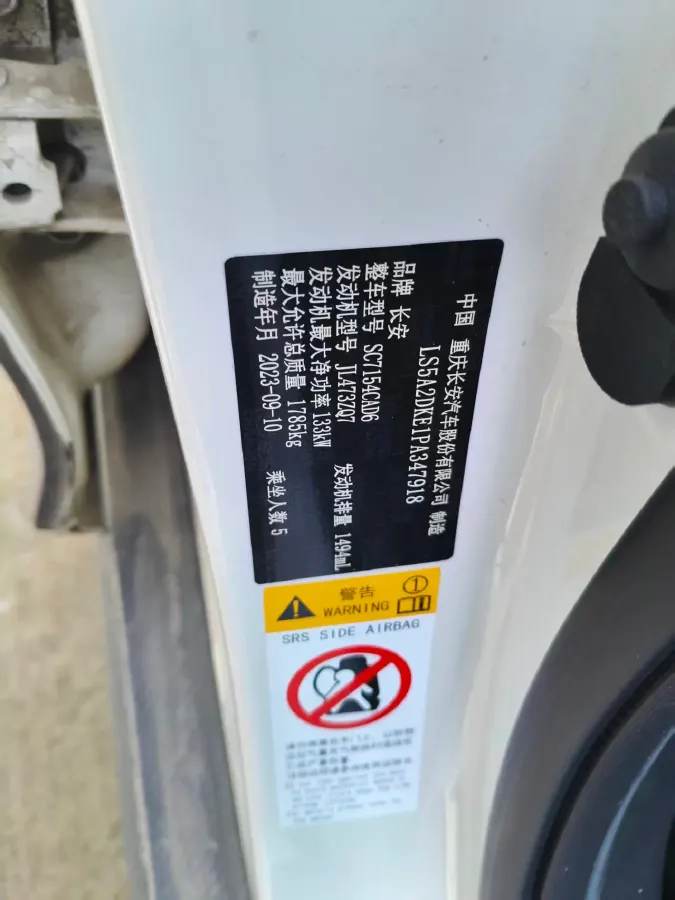 中国 重庆长安汽车股份有限公司 制造
LS5A2DKE1PA347918
品牌 长安
整车型号 SC7154CAD6
发动机型号 JL473ZQ7 发动机排量 1494mL
发动机最大净功率 133kW
最大允许总质量 1785kg 乘坐人数 5
制造年月 2023-09-10
警告 ①
WARNING
SRS SIDE AIRBAG